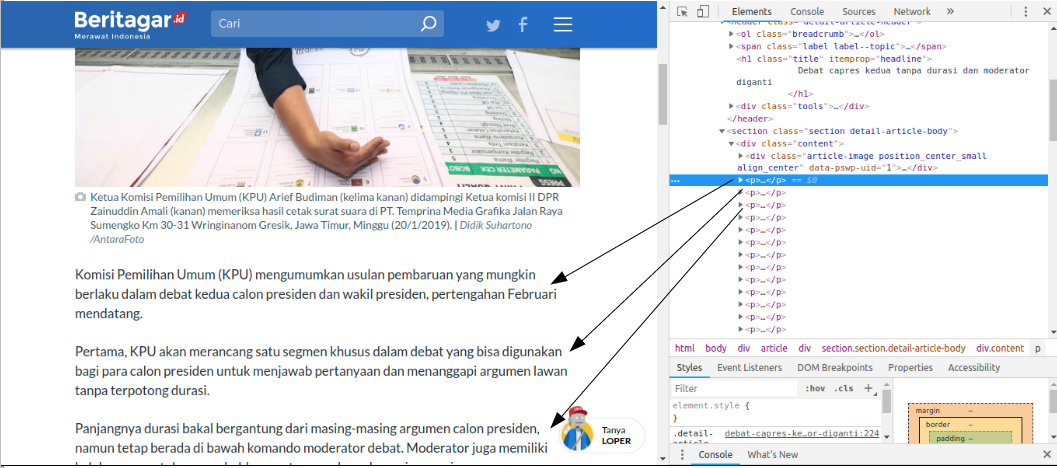 Beritagar.id
Merawat Indonesia
Cari
Ketua Komisi Pemilihan Umum (KPU) Arief Budiman (kelima kanan) didampingi Ketua komisi II DPR
Zainuddin Amali (kanan) memeriksa hasil cetak surat suara di PT. Temprina Media Grafika Jalan Raya
Sumengko Km 30-31 Wringinanom Gresik, Jawa Timur, Minggu (20/1/2019). | Didik Suhartono
/AntaraFoto
Komisi Pemilihan Umum (KPU) mengumumkan usulan pembaruan yang mungkin
berlaku dalam debat kedua calon presiden dan wakil presiden, pertengahan Februari
mendatang.
Pertama, KPU akan merancang satu segmen khusus dalam debat yang bisa digunakan
bagi para calon presiden untuk menjawab pertanyaan dan menanggapi argumen lawan
tanpa terpotong durasi.
Panjangnya durasi bakal bergantung dari masing-masing argumen calon presiden,
namun tetap berada di bawah komando moderator debat. Moderator juga memiliki
Tanya
LOPER
Elements Console Sources Network »
<header class="detail-article-header">
<ol class="breadcrumb">…</ol>
<span class="label label--topic">…</span>
<h1 class="title" itemprop="headline">
Debat capres kedua tanpa durasi dan moderator
diganti
</h1>
<div class="tools">…</div>
</header>
<section class="section detail-article-body">
<div class="content">
<div class="article-image position_center_small
align_center" data-pswp-uid="1">…</div>
… <p>…</p> == $0
<p>…</p>
<p>…</p>
<p>…</p>
<p>…</p>
<p>…</p>
<p>…</p>
<p>…</p>
<p>…</p>
<p>…</p>
<p>…</p>
<p>…</p>
<p>…</p>
html body div article div section.section.detail-article-body div.content p
Styles Event Listeners DOM Breakpoints Properties Accessibility
Filter :hov .cls +
element.style {
}
.detail- debat-capres-ke…or-diganti:224
margin –
border –
padding –
Console What's New